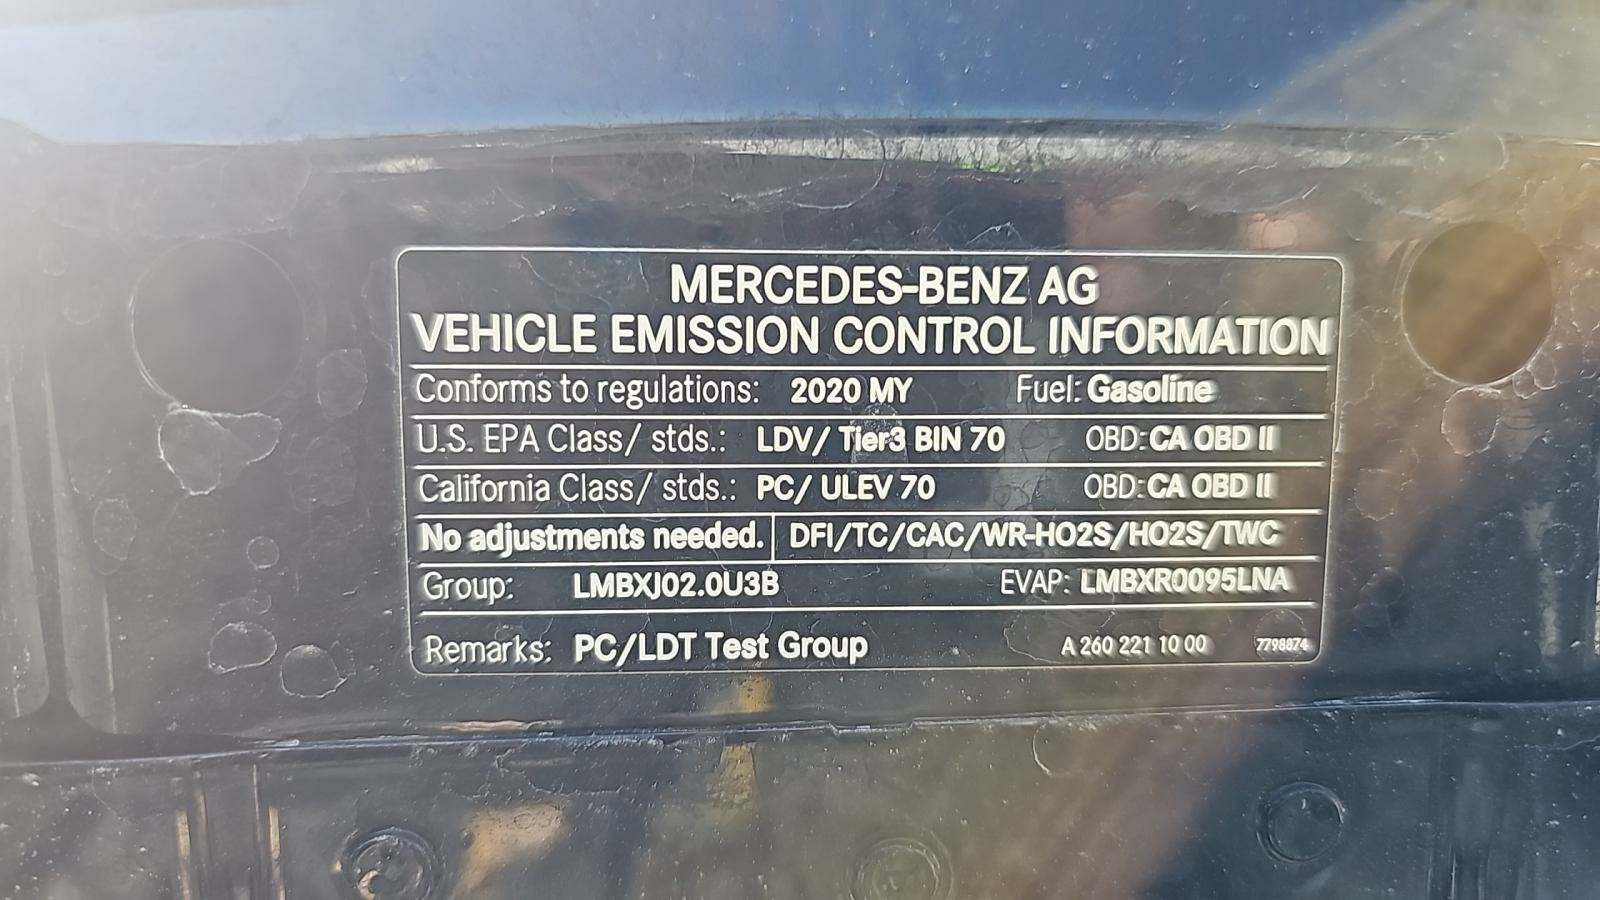 MERCEDES-BENZ AG
VEHICLE EMISSION CONTROL INFORMATION
Conforms to regulations: 2020 MY Fuel: Gasoline
U.S. EPA Class/ stds.: LDV/ Tier3 BIN 70 OBD: CA OBD II
California Class/ stds.: PC/ ULEV 70 OBD: CA OBD II
No adjustments needed. DFI/TC/CAC/WR-HO2S/HO2S/TWC
Group: LMBXJ02.0U3B EVAP: LMBXR0095LNA
Remarks: PC/LDT Test Group A 260 221 10 00 7798874